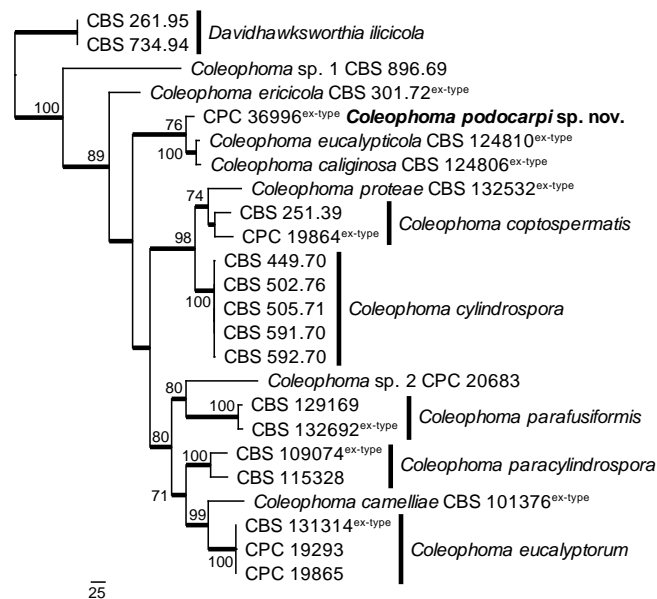 CBS 261.95
CBS 734.94
Davidhawksworthia ilicicola
Coleophoma sp. 1 CBS 896.69
100
Coleophoma ericicola CBS 301.72ex-type
89
CPC 36996ex-type Coleophoma podocarpi sp. nov.
76
Coleophoma eucalypticola CBS 124810ex-type
100
Coleophoma caliginosa CBS 124806ex-type
Coleophoma proteae CBS 132532ex-type
74
CBS 251.39
CPC 19864ex-type
Coleophoma coptospermatis
98
CBS 449.70
CBS 502.76
CBS 505.71
CBS 591.70
CBS 592.70
100
Coleophoma cylindrospora
Coleophoma sp. 2 CPC 20683
80
CBS 129169
CBS 132692ex-type
100
Coleophoma parafusiformis
80
CBS 109074ex-type
CBS 115328
100
Coleophoma paracylindrospora
71
Coleophoma camelliae CBS 101376ex-type
99
CBS 131314ex-type
CPC 19293
CPC 19865
100
Coleophoma eucalyptorum
25